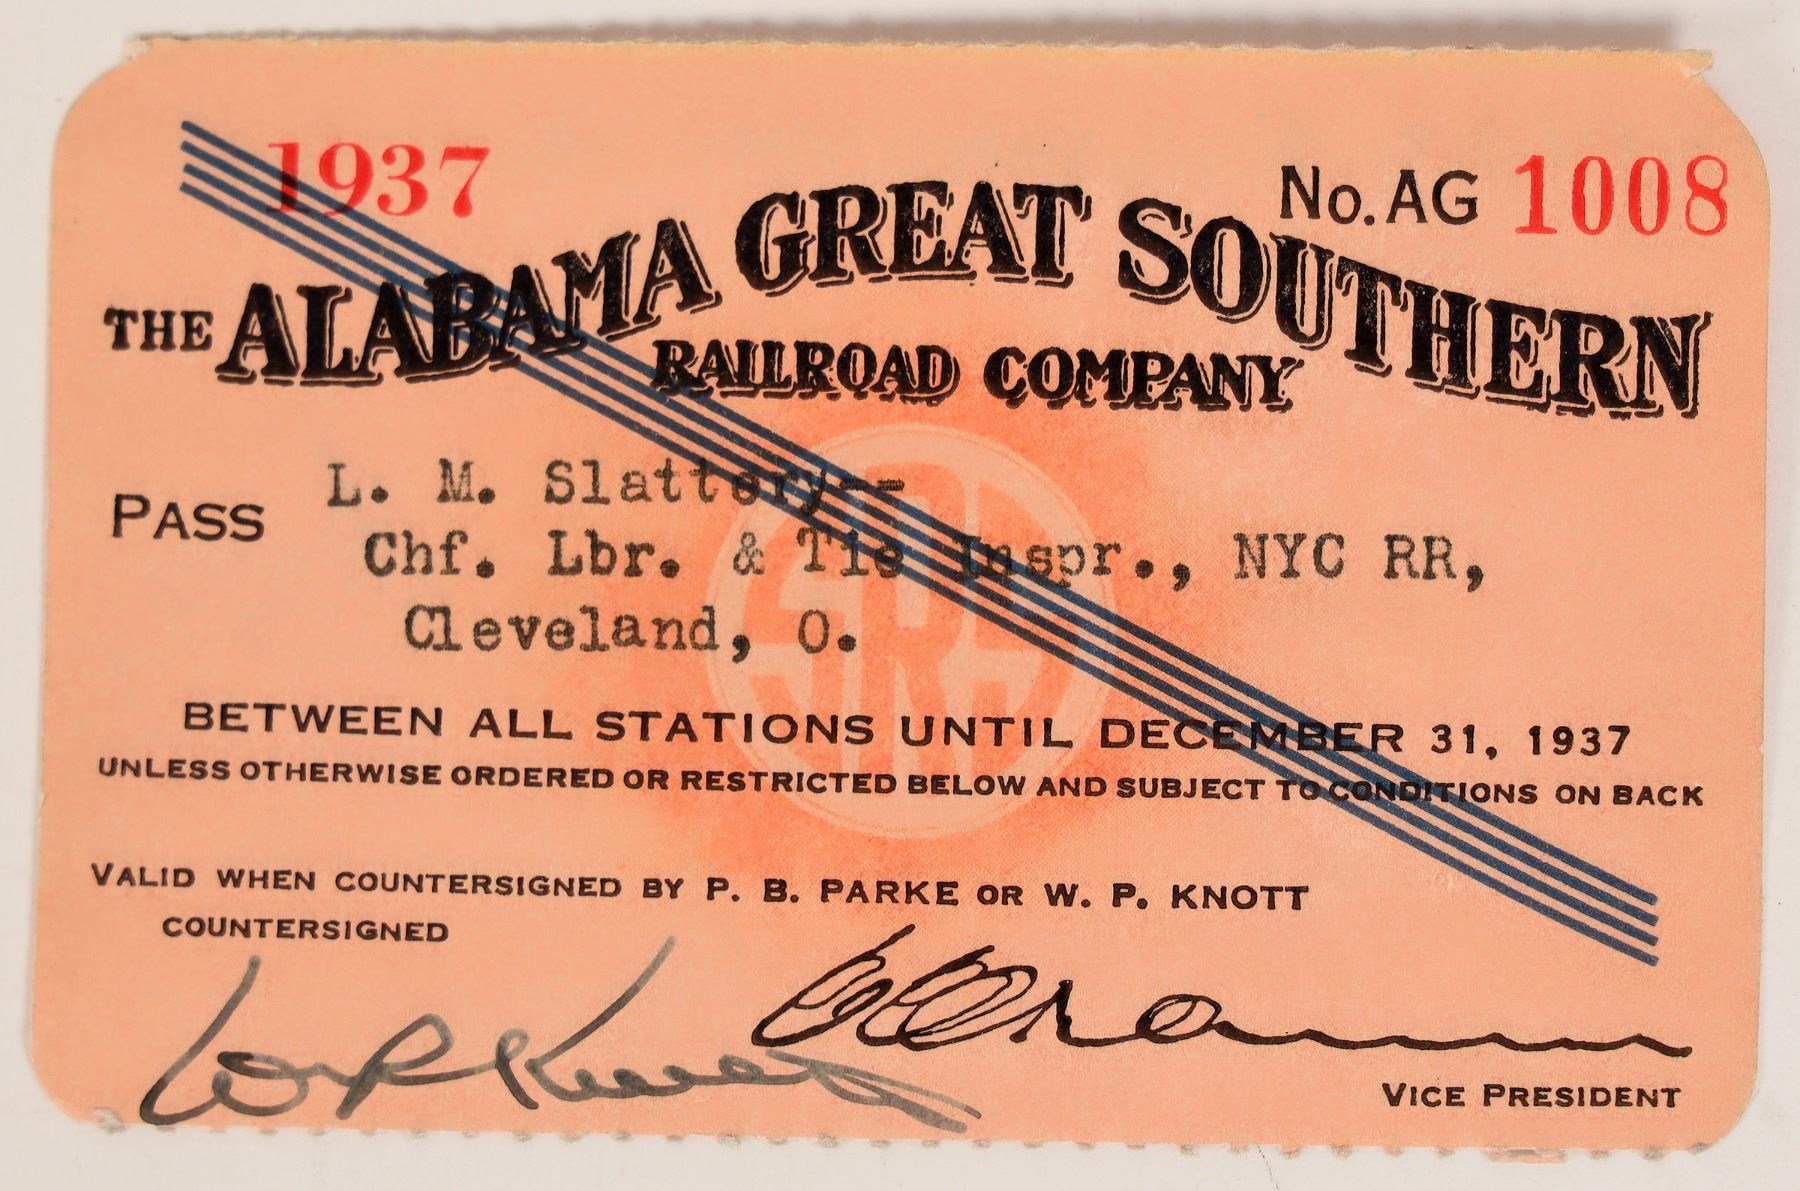 1937
No. AG 1008
THE ALABAMA GREAT SOUTHERN
RAILROAD COMPANY
PASS
L. M. Slattery--
Chf. Lbr. & Tie Inspr., NYC RR,
Cleveland, O.
BETWEEN ALL STATIONS UNTIL DECEMBER 31, 1937
UNLESS OTHERWISE ORDERED OR RESTRICTED BELOW AND SUBJECT TO CONDITIONS ON BACK
VALID WHEN COUNTERSIGNED BY P. B. PARKE OR W. P. KNOTT
COUNTERSIGNED
W P Knott
VICE PRESIDENT